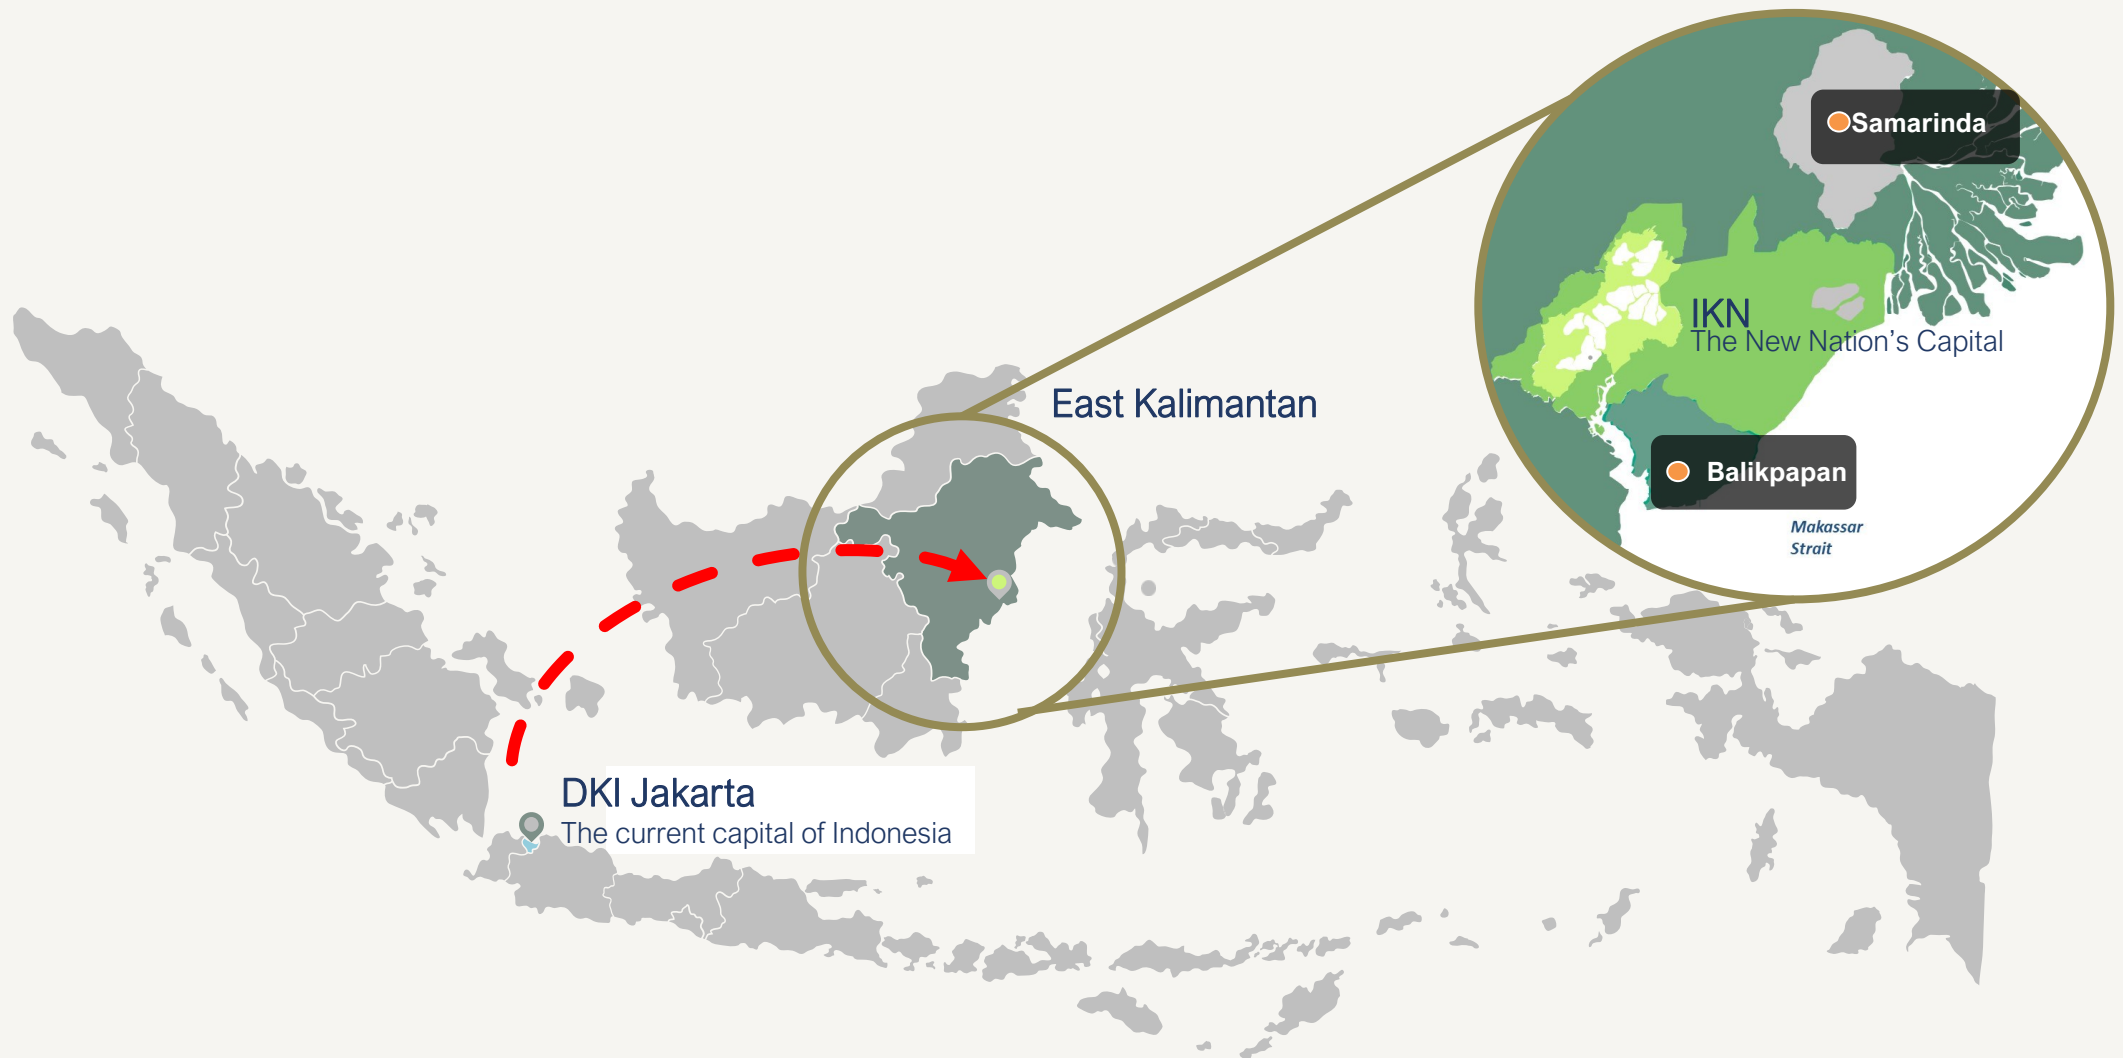 Samarinda
IKN
The New Nation's Capital
East Kalimantan
Balikpapan
Makassar
Strait
DKI Jakarta
The current capital of Indonesia